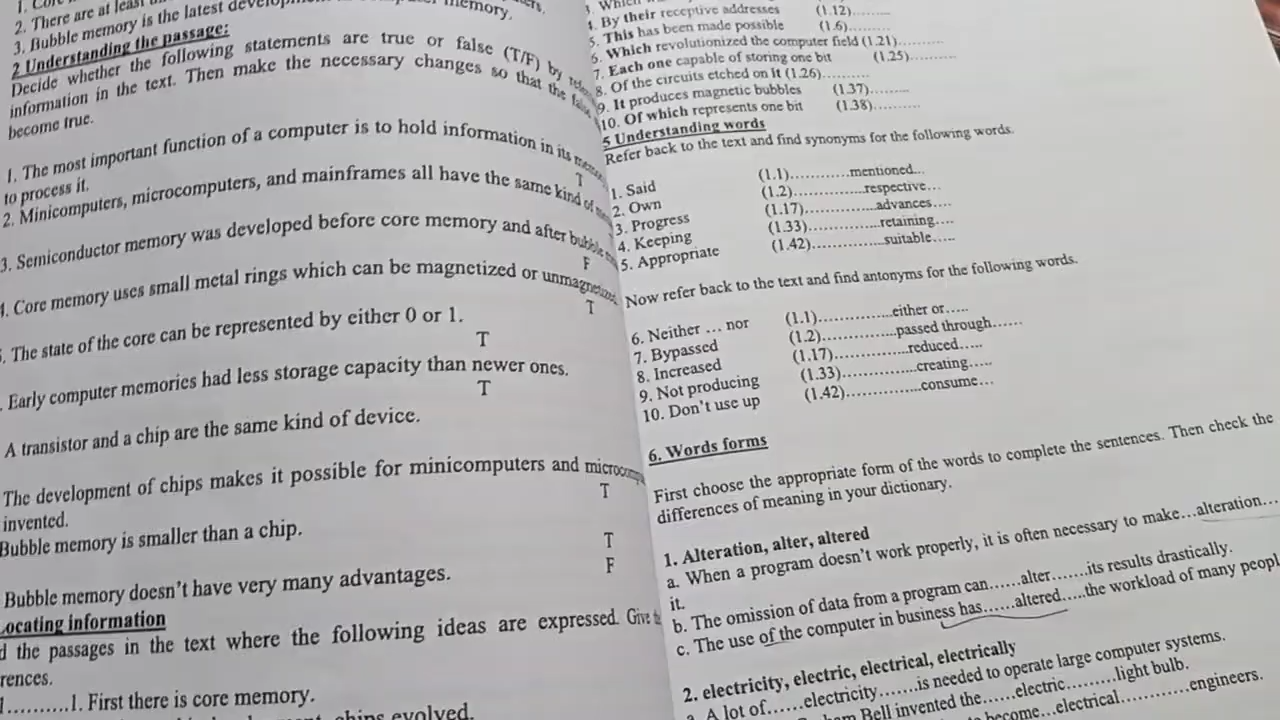 1. Core
2. There are at least
3. Bubble memory is the latest memory.
2 Understanding the passage:
Decide whether the following statements are true or false (T/F) by
information in the text. Then make the necessary changes so that the
become true.
1. The most important function of a computer is to hold information in its
to process it. T
2. Minicomputers, microcomputers, and mainframes all have the same kind of
3. Semiconductor memory was developed before core memory and after bubble
F
Core memory uses small metal rings which can be magnetized or unmagnetized.
T
The state of the core can be represented by either 0 or 1.
T
Early computer memories had less storage capacity than newer ones.
T
A transistor and a chip are the same kind of device.
The development of chips makes it possible for minicomputers and
invented. T
Bubble memory is smaller than a chip.
T
Bubble memory doesn't have very many advantages. F
ocating information
the passages in the text where the following ideas are expressed. Give
rences.
1..........1. First there is core memory.
chips evolved.
3. Which
4. By their receptive addresses (1.12).........
5. This has been made possible (1.6)..........
6. Which revolutionized the computer field (1.21)..........
7. Each one capable of storing one bit (1.25)..........
8. Of the circuits etched on It (1.26)..........
9. It produces magnetic bubbles (1.37).........
10. Of which represents one bit (1.38)..........
5 Understanding words
Refer back to the text and find synonyms for the following words.
1. Said (1.1)............mentioned...
2. Own (1.2)..............respective...
3. Progress (1.17)..............advances....
4. Keeping (1.33)..............retaining....
5. Appropriate (1.42)..............suitable.....
Now refer back to the text and find antonyms for the following words.
6. Neither ... nor (1.1)..............either or.....
7. Bypassed (1.2)..............passed through......
8. Increased (1.17)..............reduced.....
9. Not producing (1.33)..............creating.....
10. Don't use up (1.42)..............consume...
6. Words forms
First choose the appropriate form of the words to complete the sentences. Then check the
differences of meaning in your dictionary.
1. Alteration, alter, altered
a. When a program doesn't work properly, it is often necessary to make...alteration...
it.
b. The omission of data from a program can......alter.......its results drastically.
c. The use of the computer in business has......altered.....the workload of many peopl
2. electricity, electric, electrical, electrically
a. A lot of......electricity.......is needed to operate large computer systems.
Bell invented the......electric.........light bulb.
become...electrical............engineers.